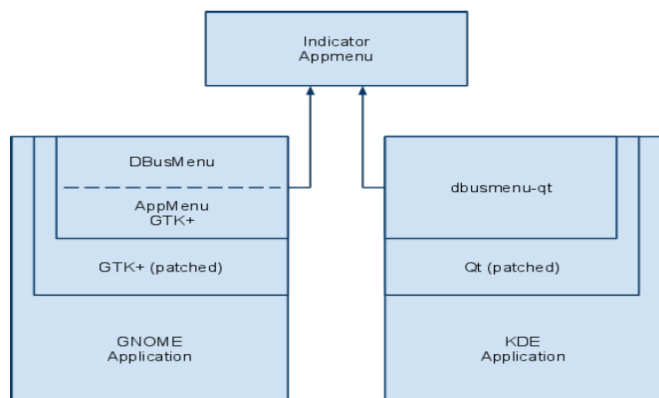 Indicator
Appmenu
DBusMenu
AppMenu
GTK+
GTK+ (patched)
GNOME
Application
dbusmenu-qt
Qt (patched)
KDE
Application